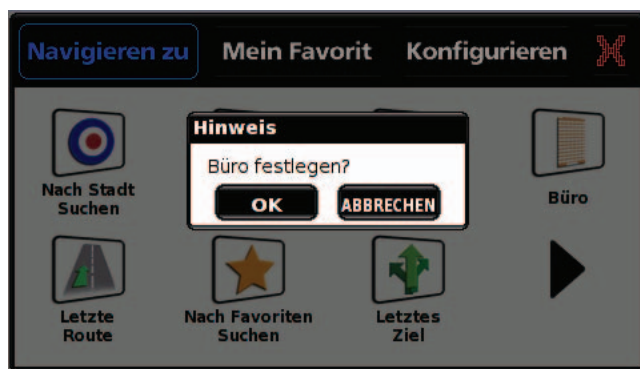 Navigieren zu Mein Favorit Konfigurieren
Hinweis
Büro festlegen?
OK ABBRECHEN
Nach Stadt
Suchen
Büro
Letzte
Route
Nach Favoriten
Suchen
Letztes
Ziel